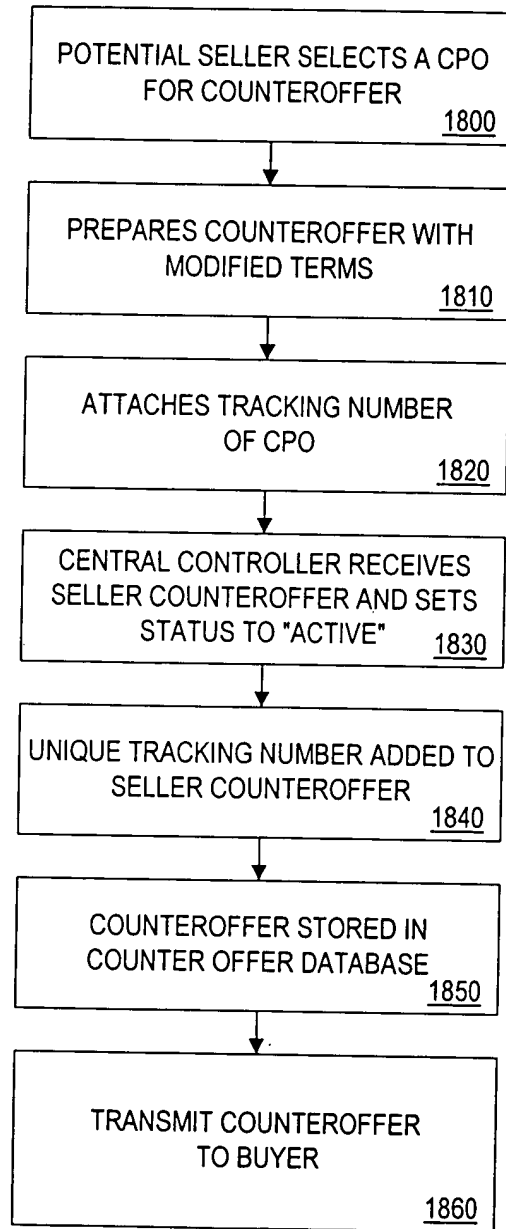 POTENTIAL SELLER SELECTS A CPO
FOR COUNTEROFFER
1800
PREPARES COUNTEROFFER WITH
MODIFIED TERMS
1810
ATTACHES TRACKING NUMBER
OF CPO
1820
CENTRAL CONTROLLER RECEIVES
SELLER COUNTEROFFER AND SETS
STATUS TO "ACTIVE"
1830
UNIQUE TRACKING NUMBER ADDED TO
SELLER COUNTEROFFER
1840
COUNTEROFFER STORED IN
COUNTER OFFER DATABASE
1850
TRANSMIT COUNTEROFFER
TO BUYER
1860